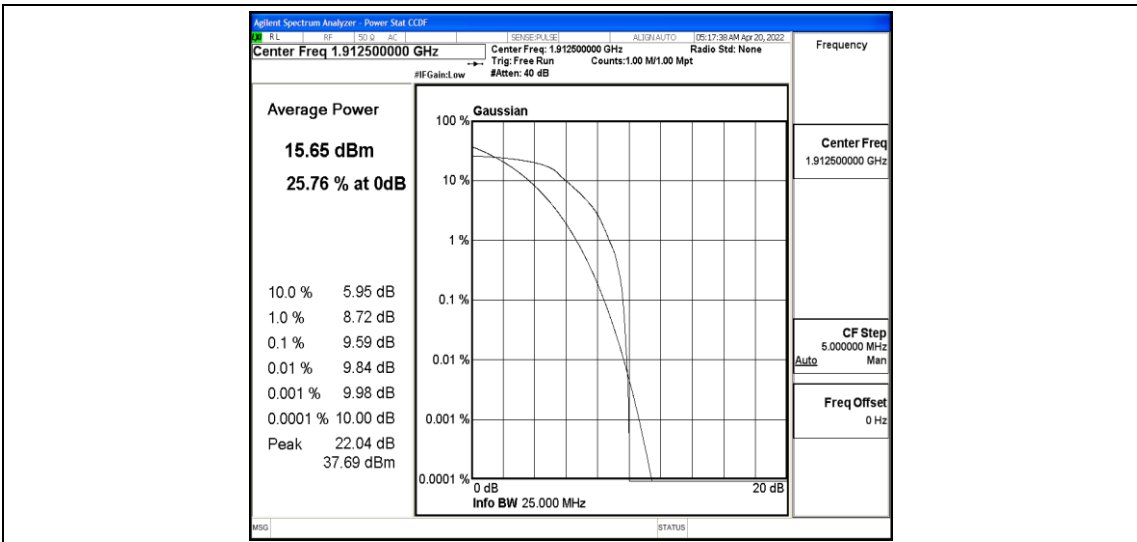 Agilent Spectrum Analyzer - Power Stat CCDF
RL RF 50 Ω AC SENSE:PULSE ALIGNAUTO 05:17:38 AM Apr 20, 2022
Center Freq 1.912500000 GHz
Center Freq: 1.912500000 GHz Radio Std: None
Trig: Free Run Counts:1.00 M/1.00 Mpt
#IFGain:Low #Atten: 40 dB
Frequency
Average Power
15.65 dBm
25.76 % at 0dB
10.0 % 5.95 dB
1.0 % 8.72 dB
0.1 % 9.59 dB
0.01 % 9.84 dB
0.001 % 9.98 dB
0.0001 % 10.00 dB
Peak 22.04 dB
37.69 dBm
Gaussian
100 %
10 %
1 %
0.1 %
0.01 %
0.001 %
0.0001 %
0 dB 20 dB
Info BW 25.000 MHz
Center Freq
1.912500000 GHz
CF Step
5.000000 MHz
Auto Man
Freq Offset
0 Hz
MSG STATUS